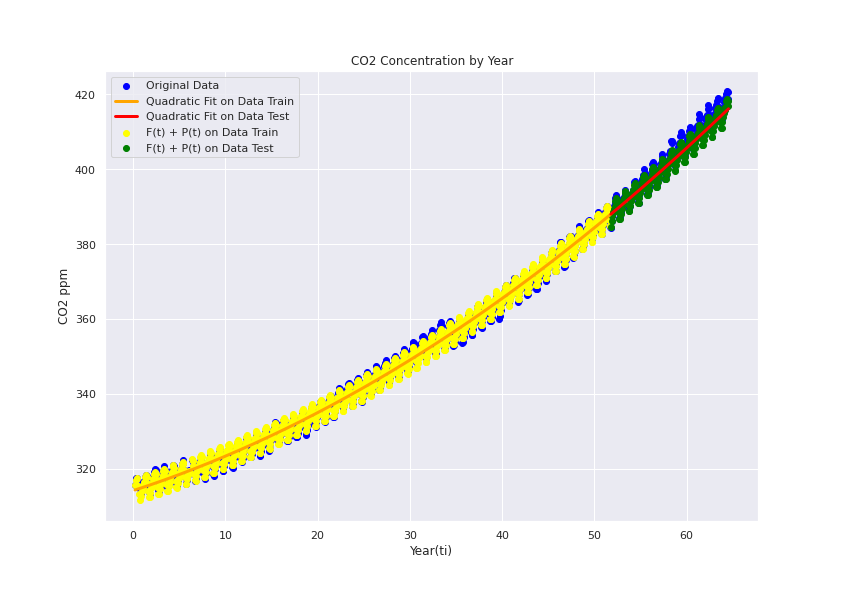 CO2 Concentration by Year
Original Data
Quadratic Fit on Data Train
Quadratic Fit on Data Test
F(t) + P(t) on Data Train
F(t) + P(t) on Data Test
CO2 ppm
420
400
380
360
340
320
0 10 20 30 40 50 60
Year(ti)